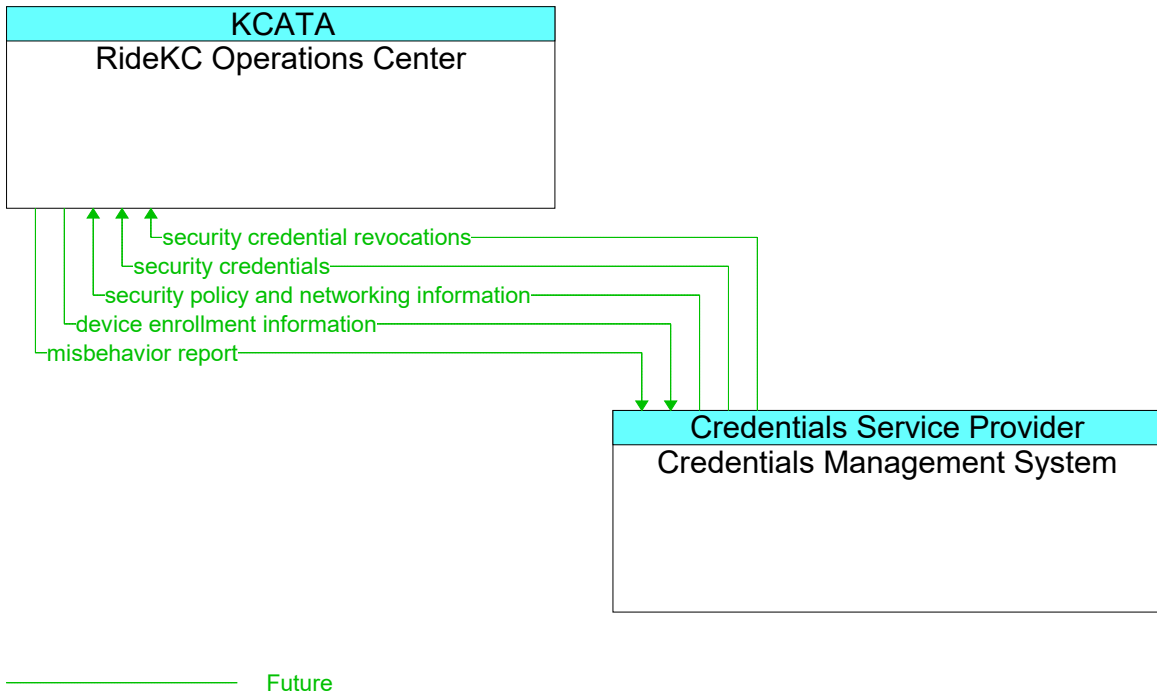 KCATA
RideKC Operations Center
security credential revocations
security credentials
security policy and networking information
device enrollment information
misbehavior report
Credentials Service Provider
Credentials Management System
Future